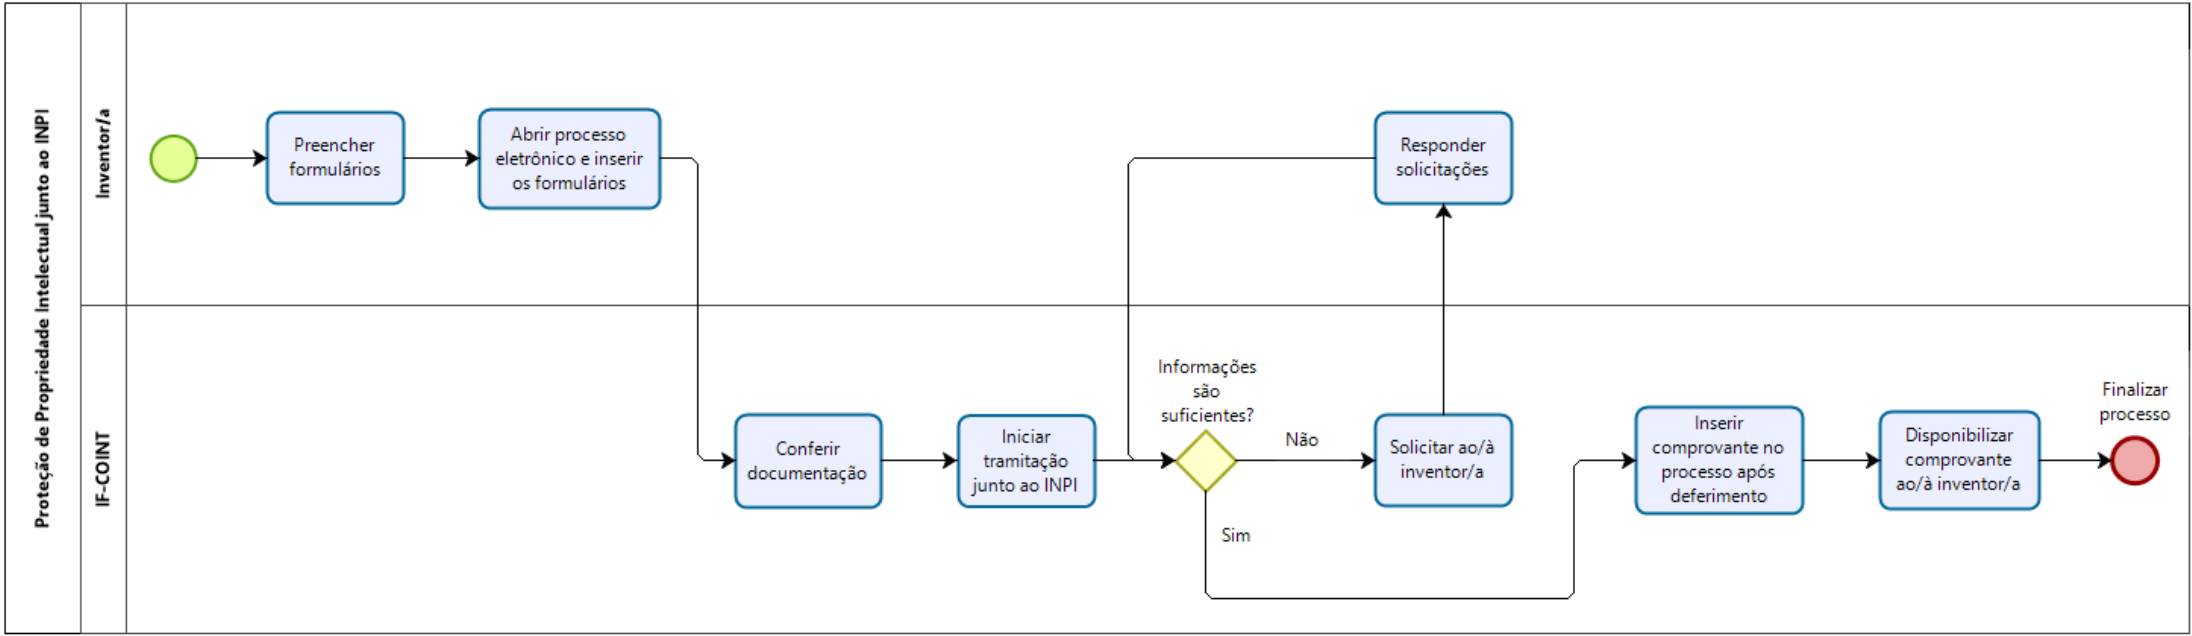 Proteção de Propriedade Intelectual junto ao INPI
Inventor/a
Preencher
formulários
Abrir processo
eletrônico e inserir
os formulários
Responder
solicitações
IF-COINT
Conferir
documentação
Iniciar
tramitação
junto ao INPI
Informações
são
suficientes?
Não
Sim
Solicitar ao/à
inventor/a
Inserir
comprovante no
processo após
deferimento
Disponibilizar
comprovante
ao/à inventor/a
Finalizar
processo